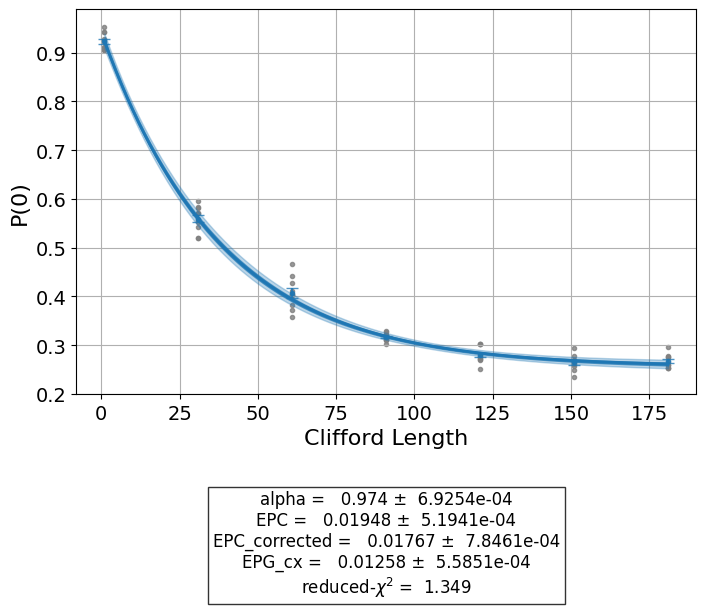 0.9
0.8
0.7
0.6
0.5
0.4
0.3
0.2
P(0)
0 25 50 75 100 125 150 175
Clifford Length
alpha = 0.974 ± 6.9254e-04
EPC = 0.01948 ± 5.1941e-04
EPC_corrected = 0.01767 ± 7.8461e-04
EPG_cx = 0.01258 ± 5.5851e-04
reduced-χ² = 1.349